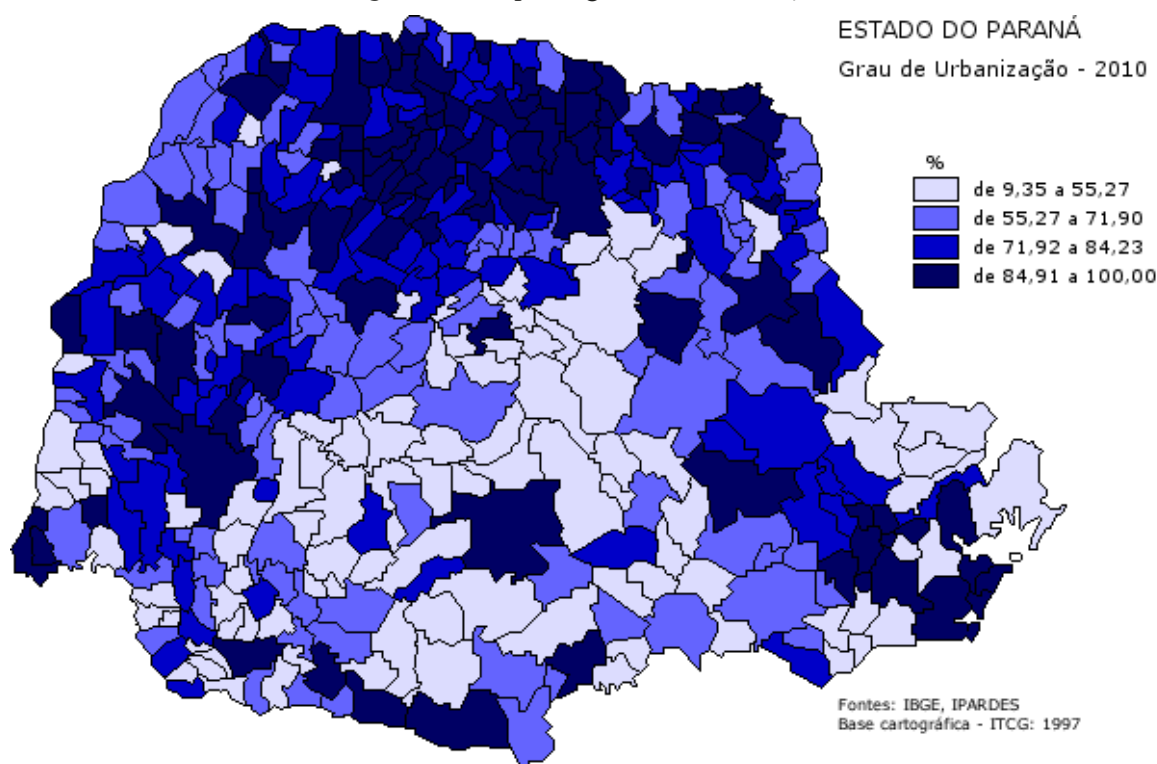 ESTADO DO PARANÁ
Grau de Urbanização - 2010
%
de 9,35 a 55,27
de 55,27 a 71,90
de 71,92 a 84,23
de 84,91 a 100,00
Fontes: IBGE, IPARDES
Base cartográfica - ITCG: 1997